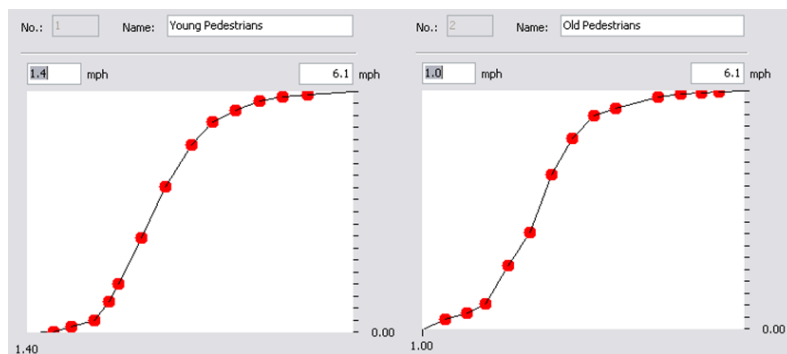 No.: 1 Name: Young Pedestrians
1.4 mph 6.1 mph
0.00
1.40
No.: 2 Name: Old Pedestrians
1.0 mph 6.1 mph
0.00
1.00